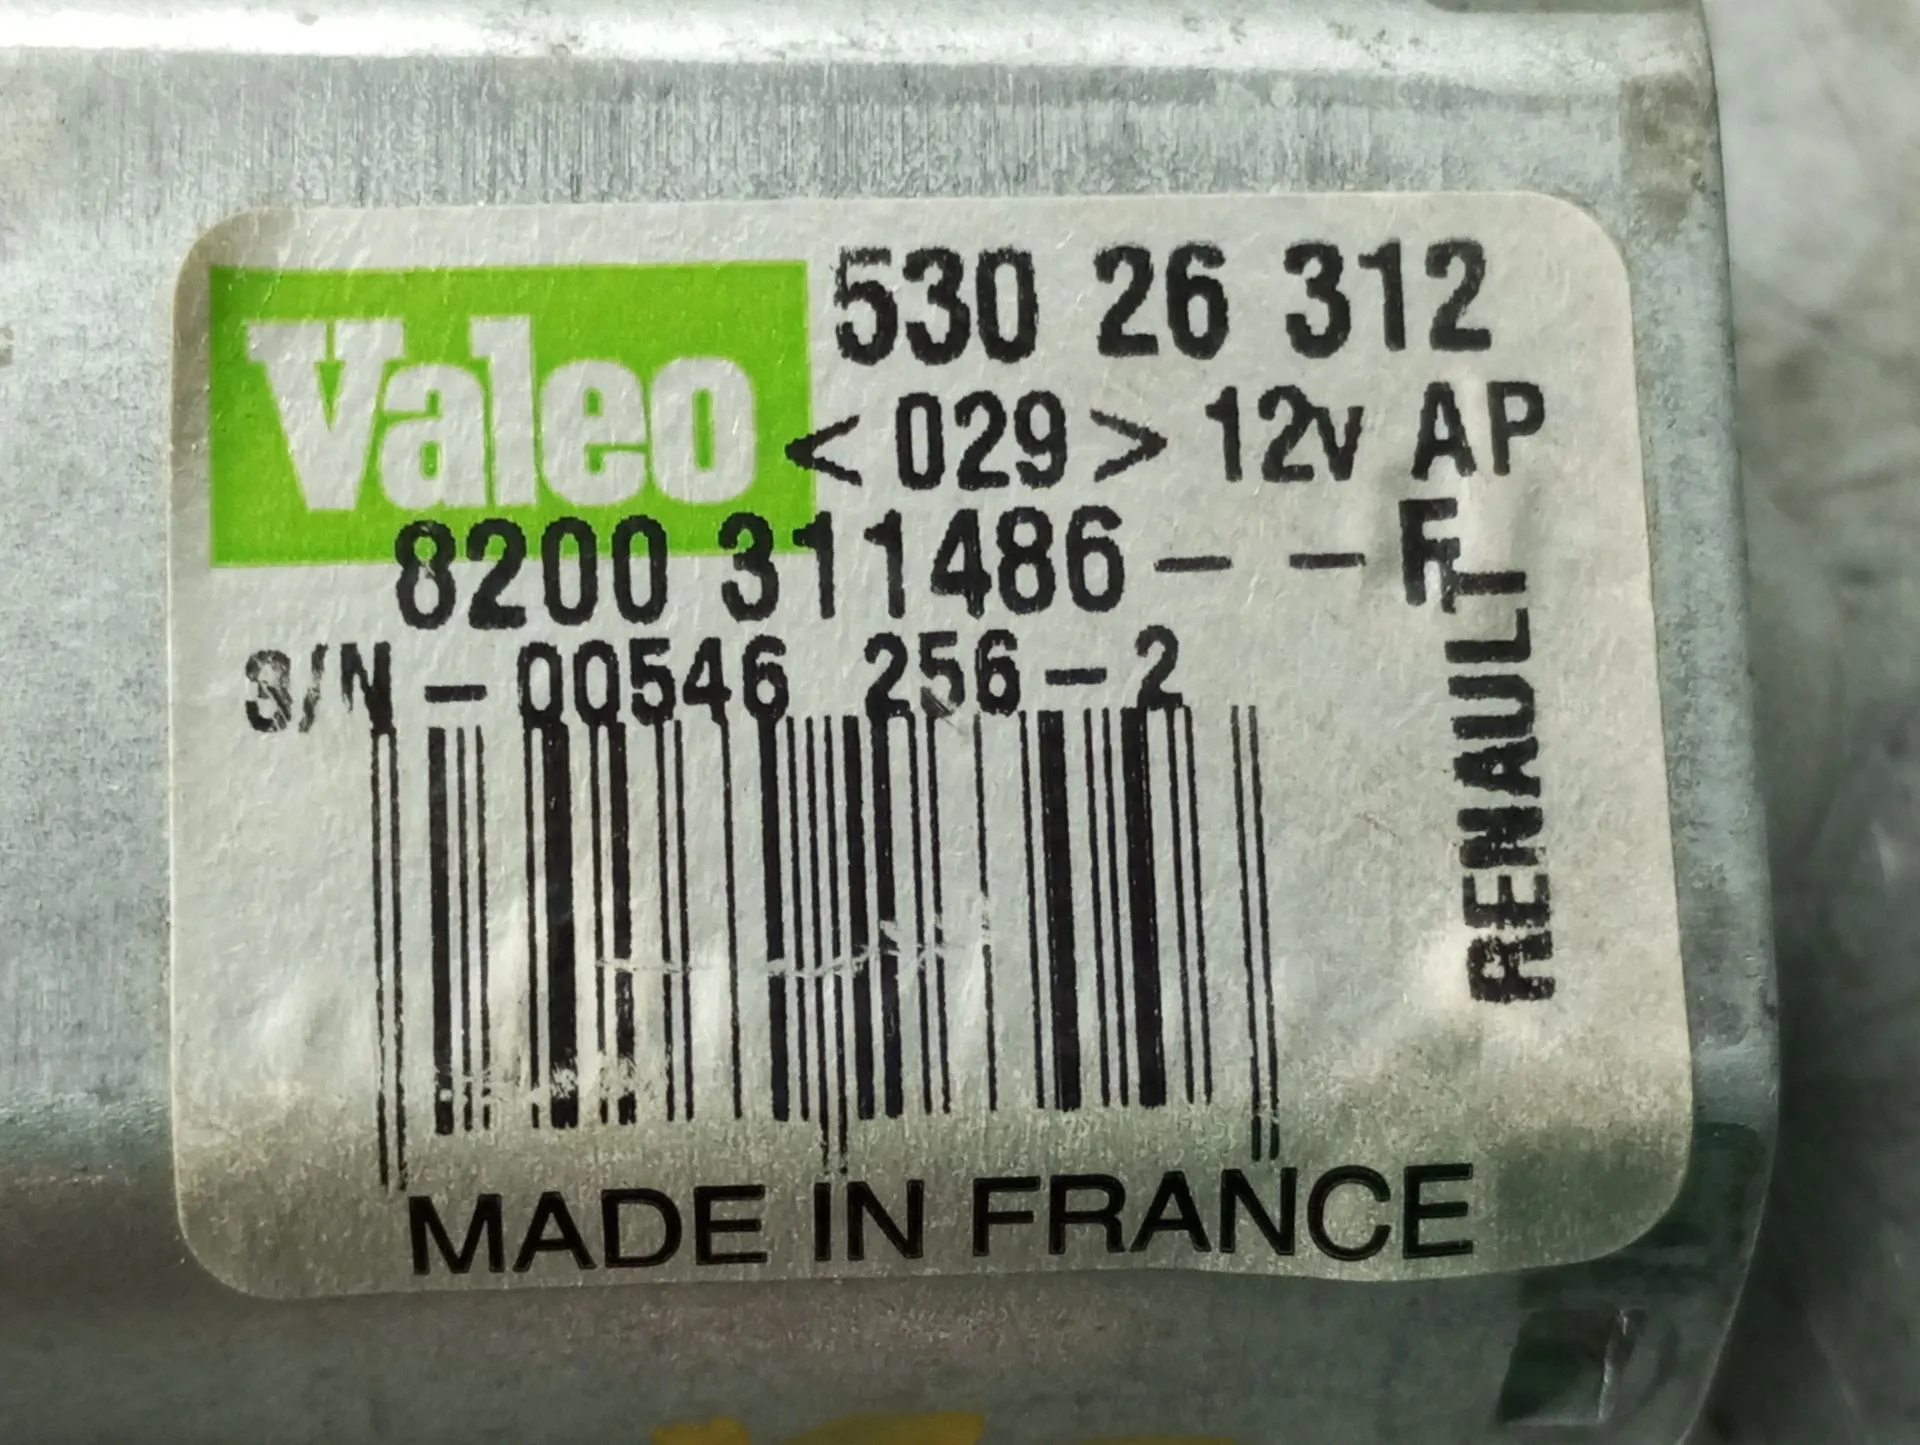 Valeo
530 26 312
<029> 12v AP
8200 311486--F
S/N-00546 256-2
RENAULT
MADE IN FRANCE